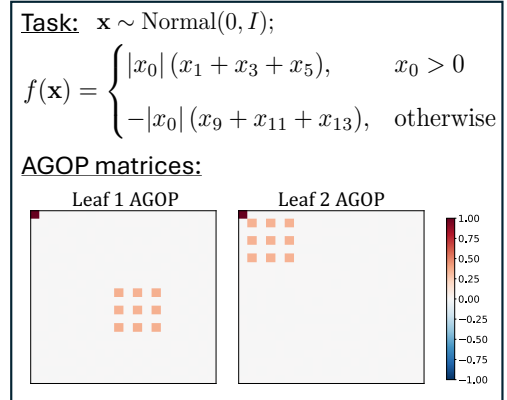 Task: x ∼ Normal(0, I);
f(x) = { |x₀| (x₁ + x₃ + x₅), x₀ > 0
−|x₀| (x₉ + x₁₁ + x₁₃), otherwise
AGOP matrices:
Leaf 1 AGOP Leaf 2 AGOP
1.00
0.75
0.50
0.25
0.00
−0.25
−0.50
−0.75
−1.00